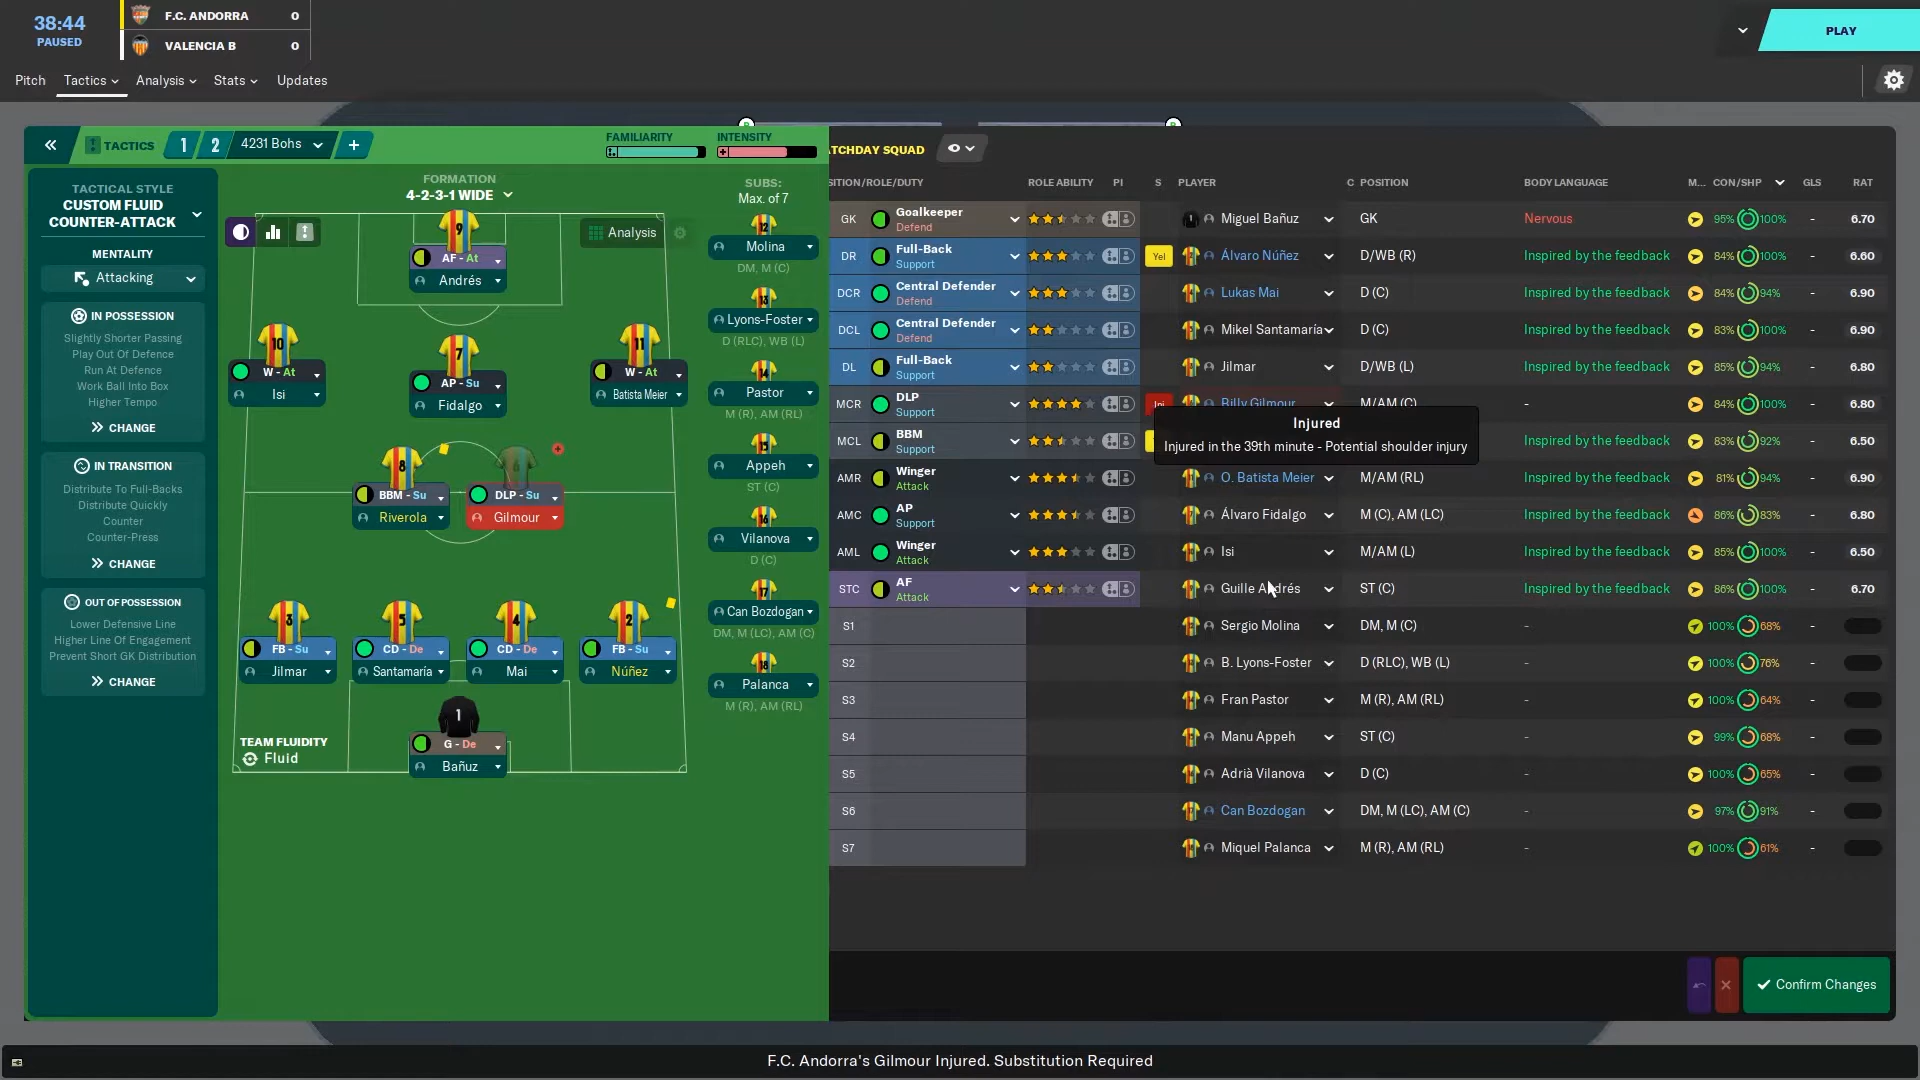 38:44
PAUSED
F.C. ANDORRA 0
VALENCIA B 0
PLAY
Pitch Tactics Analysis Stats Updates
TACTICS 1 2 4231 Bohs +
FAMILIARITY
INTENSITY
TACTICAL STYLE
CUSTOM FLUID
COUNTER-ATTACK
MENTALITY
Attacking
IN POSSESSION
Slightly Shorter Passing
Play Out Of Defence
Run At Defence
Work Ball Into Box
Higher Tempo
CHANGE
IN TRANSITION
Distribute To Full-Backs
Distribute Quickly
Counter
Counter-Press
CHANGE
OUT OF POSSESSION
Lower Defensive Line
Higher Line Of Engagement
Prevent Short GK Distribution
CHANGE
FORMATION
4-2-3-1 WIDE
Analysis
9
AF - At
Andrés
10
W - At
Isi
7
AP - Su
Fidalgo
11
W - At
Batista Meier
8
BBM - Su
Riverola
DLP - Su
Gilmour
3
FB - Su
Jilmar
5
CD - De
Santamaría
4
CD - De
Mai
2
FB - Su
Núñez
1
G - De
Bañuz
TEAM FLUIDITY
Fluid
SUBS:
Max. of 7
12
Molina
DM, M (C)
13
Lyons-Foster
D (RLC), WB (L)
14
Pastor
M (R), AM (RL)
15
Appeh
ST (C)
16
Vilanova
D (C)
17
Can Bozdogan
DM, M (LC), AM (C)
18
Palanca
M (R), AM (RL)
TCHDAY SQUAD
SITION/ROLE/DUTY ROLE ABILITY PI S PLAYER C POSITION BODY LANGUAGE M... CON/SHP GLS RAT
GK Goalkeeper Defend Miguel Bañuz GK Nervous 95% 100% - 6.70
DR Full-Back Support Yel Álvaro Núñez D/WB (R) Inspired by the feedback 84% 100% - 6.60
DCR Central Defender Defend Lukas Mai D (C) Inspired by the feedback 84% 94% - 6.90
DCL Central Defender Defend Mikel Santamaría D (C) Inspired by the feedback 83% 100% - 6.90
DL Full-Back Support Jilmar D/WB (L) Inspired by the feedback 85% 94% - 6.80
MCR DLP Support Inj Billy Gilmour M/AM (C) - 84% 100% - 6.80
Injured
Injured in the 39th minute - Potential shoulder injury
MCL BBM Support Inspired by the feedback 83% 92% - 6.50
AMR Winger Attack O. Batista Meier M/AM (RL) Inspired by the feedback 81% 94% - 6.90
AMC AP Support Álvaro Fidalgo M (C), AM (LC) Inspired by the feedback 86% 83% - 6.80
AML Winger Attack Isi M/AM (L) Inspired by the feedback 85% 100% - 6.50
STC AF Attack Guille Andrés ST (C) Inspired by the feedback 86% 100% - 6.70
S1 Sergio Molina DM, M (C) - 100% 68% -
S2 B. Lyons-Foster D (RLC), WB (L) - 100% 76% -
S3 Fran Pastor M (R), AM (RL) - 100% 64% -
S4 Manu Appeh ST (C) - 99% 68% -
S5 Adrià Vilanova D (C) - 100% 65% -
S6 Can Bozdogan DM, M (LC), AM (C) - 97% 91% -
S7 Miquel Palanca M (R), AM (RL) - 100% 61% -
Confirm Changes
F.C. Andorra's Gilmour Injured. Substitution Required